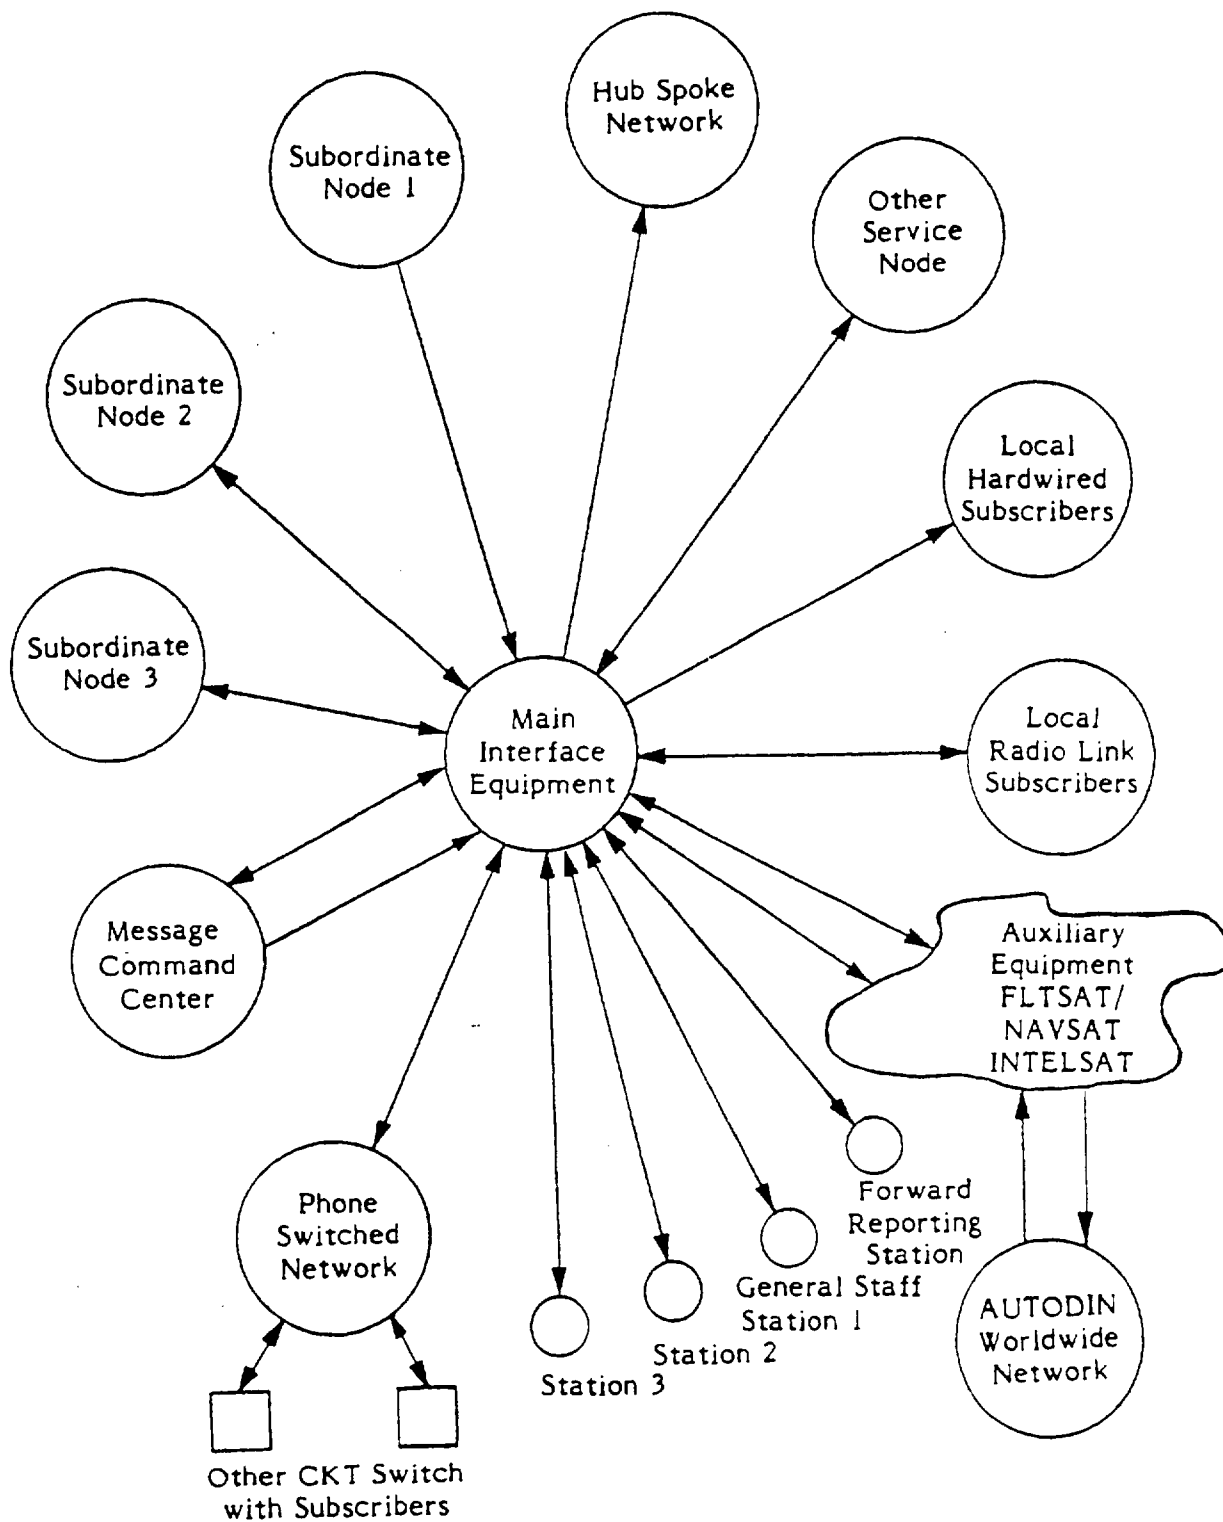 Hub Spoke
Network
Subordinate
Node 1
Other
Service
Node
Subordinate
Node 2
Local
Hardwired
Subscribers
Subordinate
Node 3
Main
Interface
Equipment
Local
Radio Link
Subscribers
Message
Command
Center
Auxiliary
Equipment
FLTSAT/
NAVSAT
INTELSAT
Phone
Switched
Network
Forward
Reporting
Station
General Staff
Station 1
Station 2
Station 3
AUTODIN
Worldwide
Network
Other CKT Switch
with Subscribers